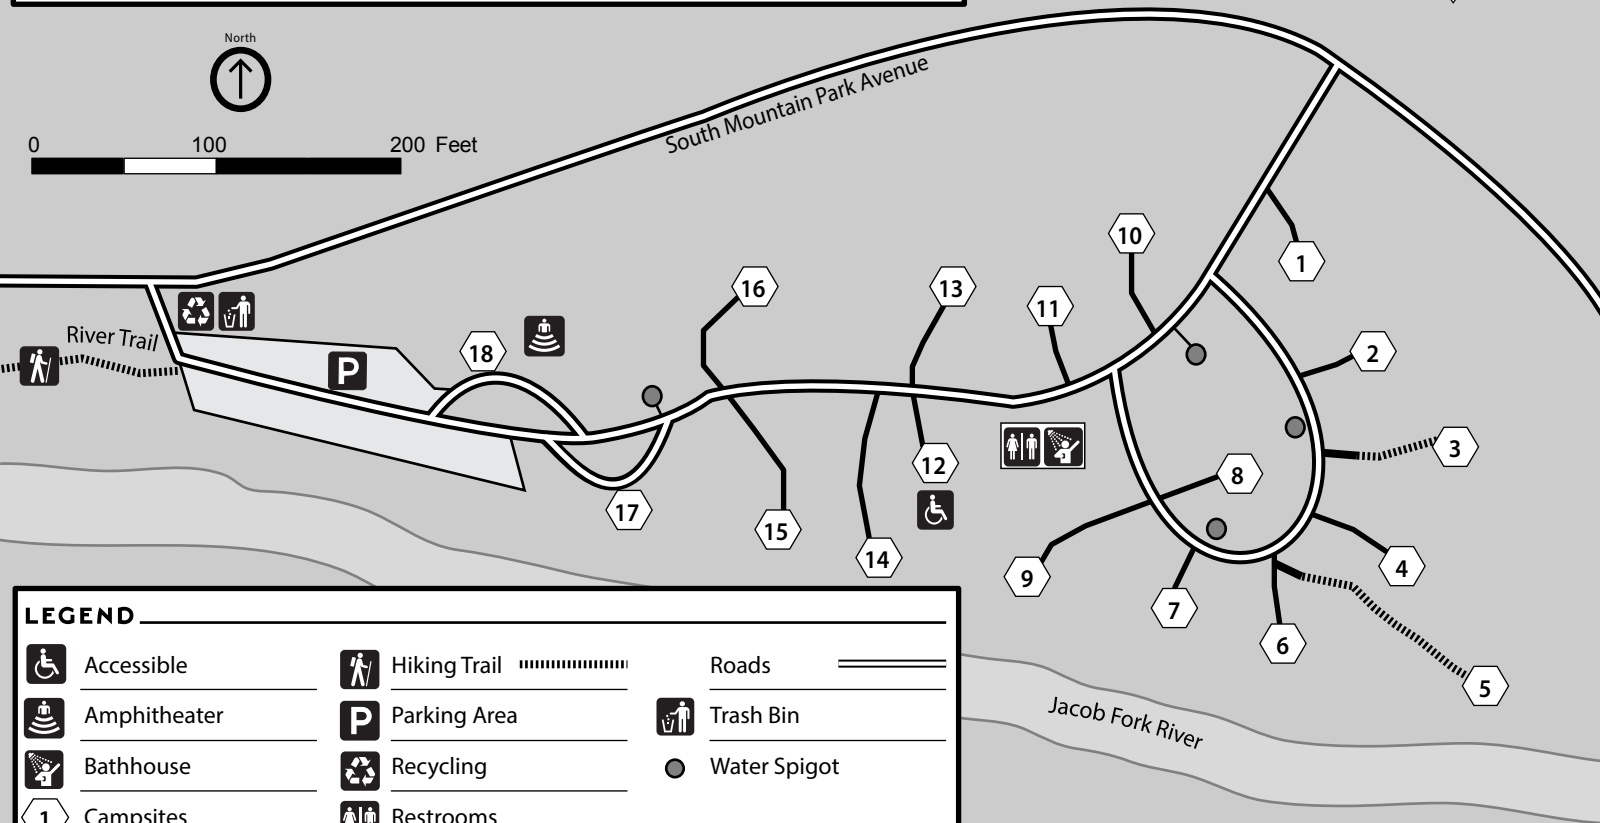 North
0 100 200 Feet
South Mountain Park Avenue
River Trail
P
1
2
3
4
5
6
7
8
9
10
11
12
13
14
15
16
17
18
Jacob Fork River
LEGEND
Accessible
Amphitheater
Bathhouse
1 Campsites
Hiking Trail
P Parking Area
Recycling
Restrooms
Roads
Trash Bin
Water Spigot